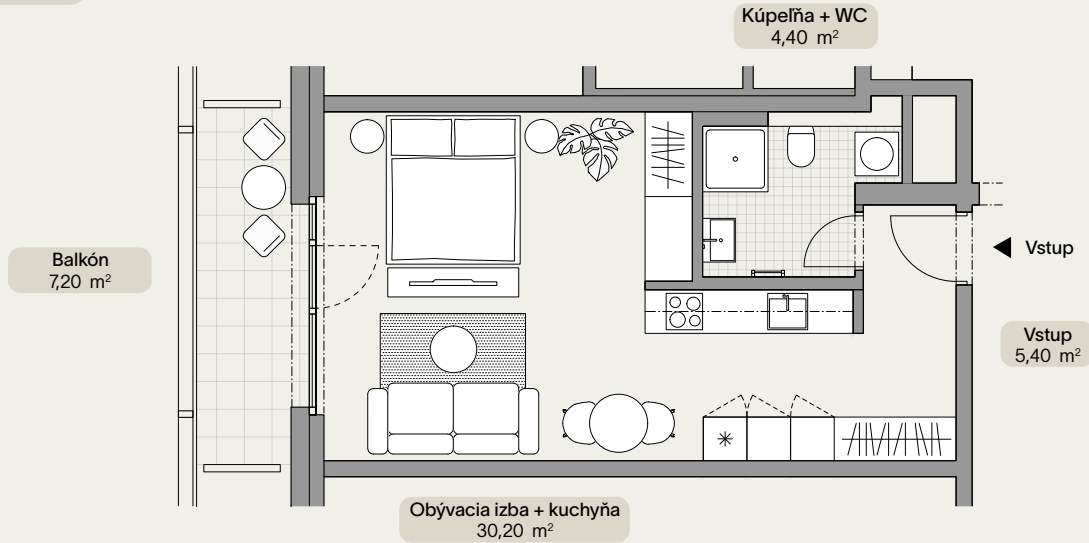 Kúpeľňa + WC
4,40 m²
Balkón
7,20 m²
Vstup
Vstup
5,40 m²
Obývacia izba + kuchyňa
30,20 m²